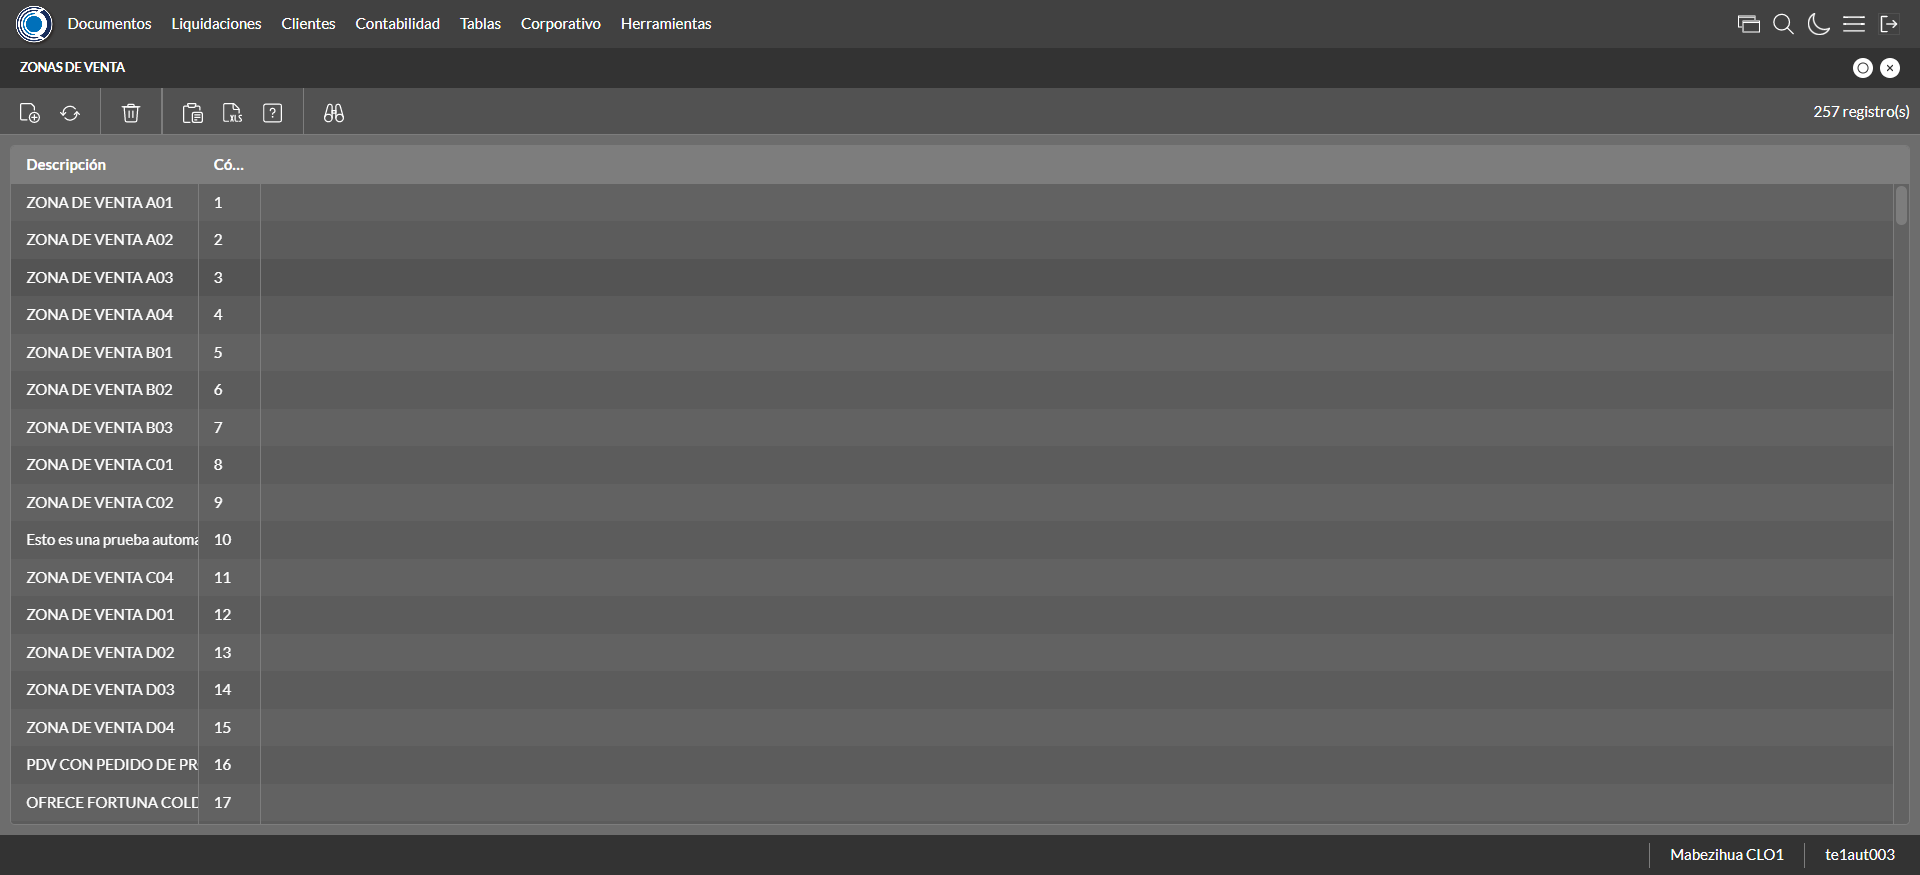 Documentos Liquidaciones Clientes Contabilidad Tablas Corporativo Herramientas
ZONAS DE VENTA
XLS ? 257 registro(s)
Descripción Có...
ZONA DE VENTA A01 1
ZONA DE VENTA A02 2
ZONA DE VENTA A03 3
ZONA DE VENTA A04 4
ZONA DE VENTA B01 5
ZONA DE VENTA B02 6
ZONA DE VENTA B03 7
ZONA DE VENTA C01 8
ZONA DE VENTA C02 9
Esto es una prueba automa 10
ZONA DE VENTA C04 11
ZONA DE VENTA D01 12
ZONA DE VENTA D02 13
ZONA DE VENTA D03 14
ZONA DE VENTA D04 15
PDV CON PEDIDO DE PR 16
OFRECE FORTUNA COLD 17
Mabezihua CLO1 te1aut003